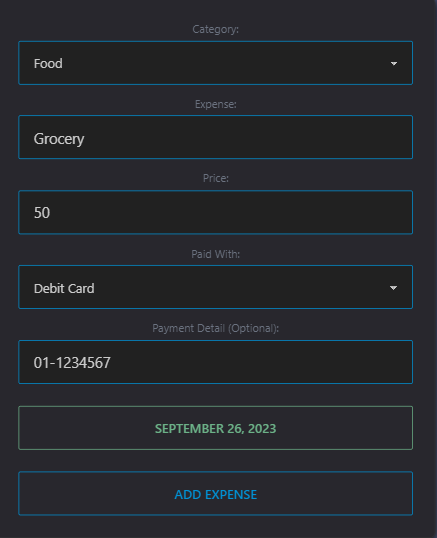 Category:
Food
Expense:
Grocery
Price:
50
Paid With:
Debit Card
Payment Detail (Optional):
01-1234567
SEPTEMBER 26, 2023
ADD EXPENSE